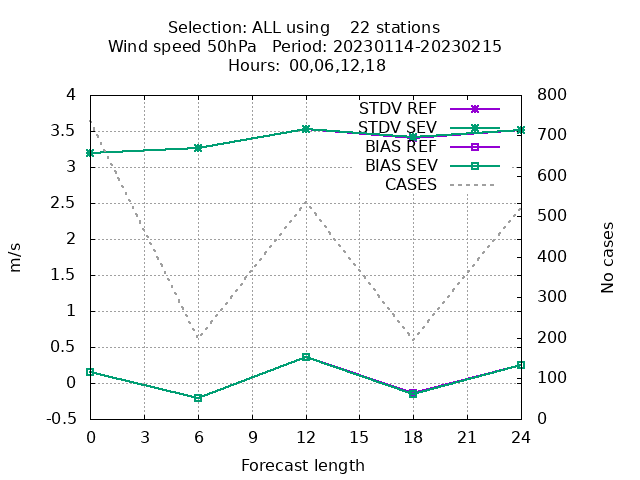 Selection: ALL using 22 stations
Wind speed 50hPa Period: 20230114-20230215
Hours: 00,06,12,18
STDV REF
STDV SEV
BIAS REF
BIAS SEV
CASES
4
3.5
3
2.5
2
1.5
1
0.5
0
-0.5
m/s
800
700
600
500
400
300
200
100
0
No cases
0 3 6 9 12 15 18 21 24
Forecast length